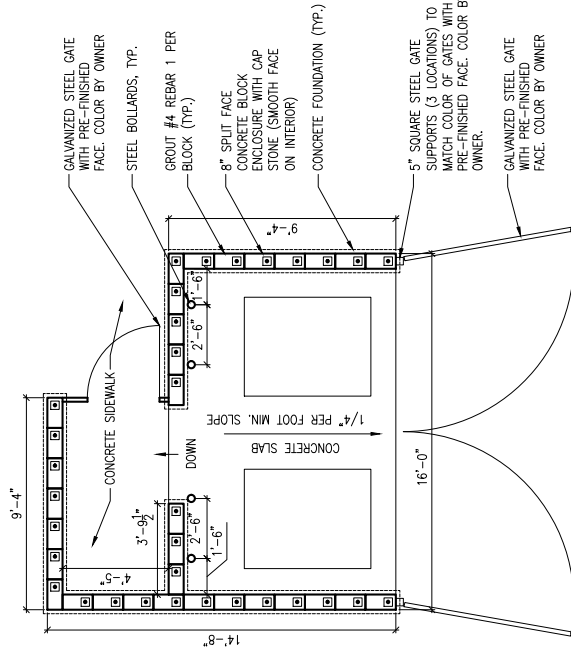 GALVANIZED STEEL GATE
WITH PRE-FINISHED
FACE. COLOR BY OWNER
STEEL BOLLARDS, TYP.
GROUT #4 REBAR 1 PER
BLOCK (TYP.)
8" SPLIT FACE
CONCRETE BLOCK
ENCLOSURE WITH CAP
STONE (SMOOTH FACE
ON INTERIOR)
CONCRETE FOUNDATION (TYP.)
5" SQUARE STEEL GATE
SUPPORTS (3 LOCATIONS) TO
MATCH COLOR OF GATES WITH
PRE-FINISHED FACE. COLOR B
OWNER.
GALVANIZED STEEL GATE
WITH PRE-FINISHED
FACE. COLOR BY OWNER
9'-4"
CONCRETE SIDEWALK
4'-5"
14'-8"
3'-9 1/2"
DOWN
2'-6"
1'-6"
2'-6"
1'-6"
9'-4"
CONCRETE SLAB
1/4" PER FOOT MIN. SLOPE
16'-0"